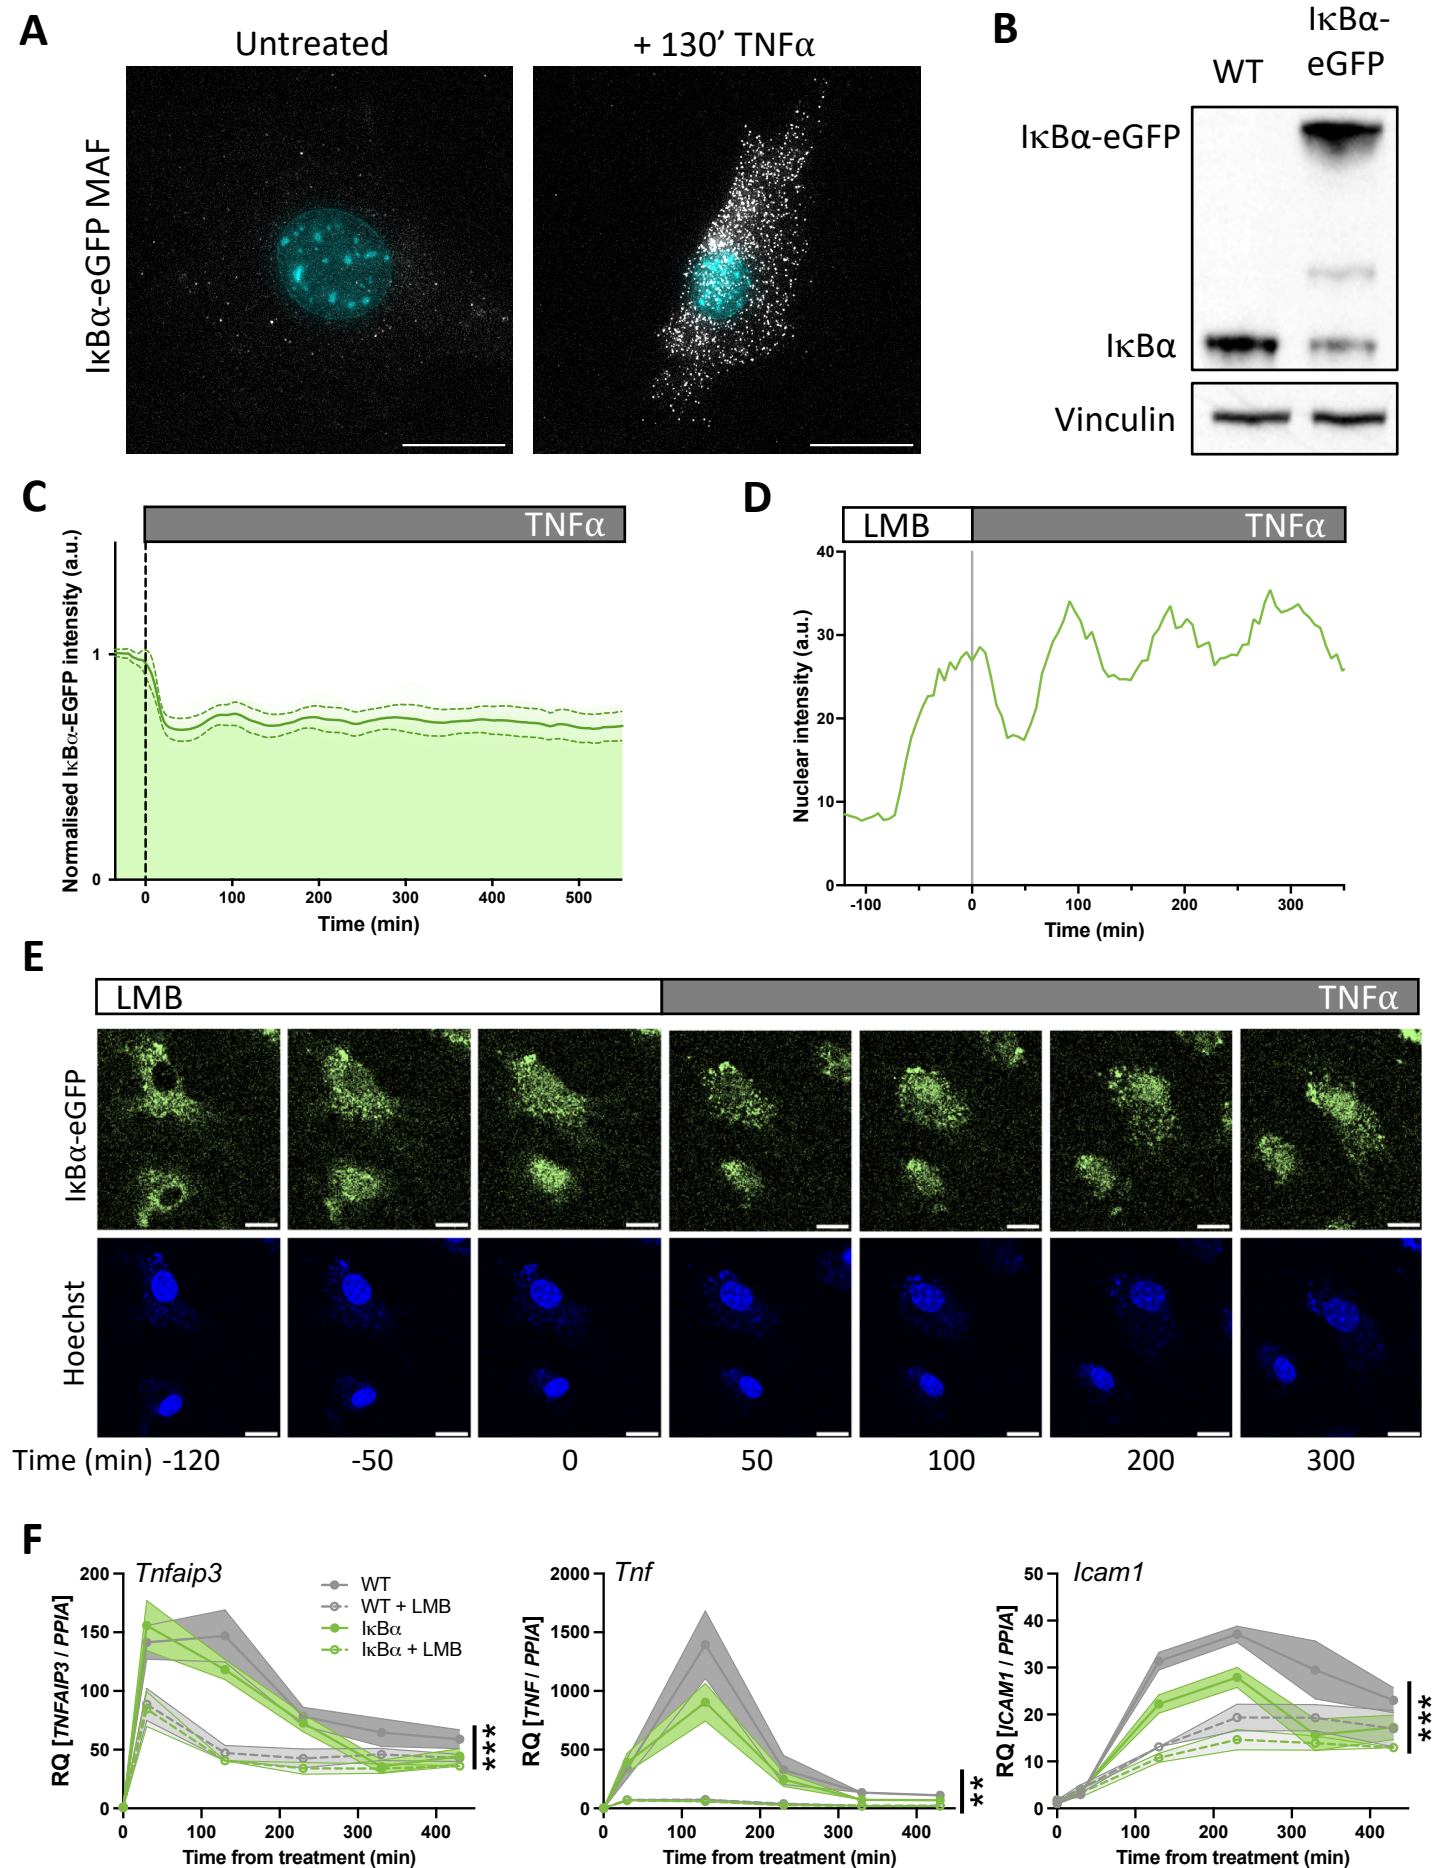 A
Untreated
+ 130’ TNFα
IκBα-eGFP MAF
B
WT
IκBα-
eGFP
IκBα-eGFP
IκBα
Vinculin
C
TNFα
Normalised IκBα-EGFP intensity (a.u.)
1
0
0 100 200 300 400 500
Time (min)
D
LMB
TNFα
Nuclear intensity (a.u.)
40
30
20
10
0
-100 0 100 200 300
Time (min)
E
LMB
TNFα
IκBα-eGFP
Hoechst
Time (min) -120 -50 0 50 100 200 300
F
Tnfaip3
RQ [TNFAIP3 / PPIA]
200
150
100
50
0
WT
WT + LMB
IκBα
IκBα + LMB
***
0 100 200 300 400
Time from treatment (min)
Tnf
RQ [TNF / PPIA]
2000
1500
1000
500
0
**
0 100 200 300 400
Time from treatment (min)
Icam1
RQ [ICAM1 / PPIA]
50
40
30
20
10
0
***
0 100 200 300 400
Time from treatment (min)